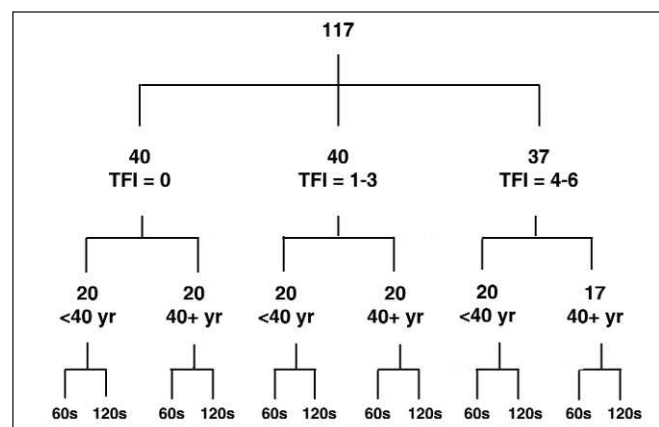 117
40 40 37
TFI = 0 TFI = 1-3 TFI = 4-6
20 20 20 20 20 17
<40 yr 40+ yr <40 yr 40+ yr <40 yr 40+ yr
60s 120s 60s 120s 60s 120s 60s 120s 60s 120s 60s 120s